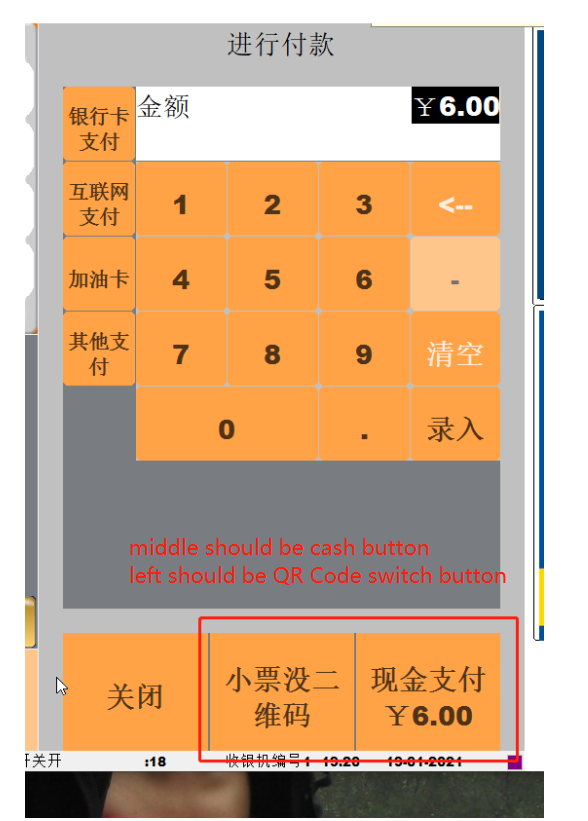 进行付款
银行卡
支付
金额
￥6.00
互联网
支付
1
2
3
<--
加油卡
4
5
6
-
其他支
付
7
8
9
清空
0
.
录入
middle should be cash button
left should be QR Code switch button
关闭
小票没二
维码
现金支付
￥6.00
开关开
:18
收银机编号1
13:26
19-01-2021